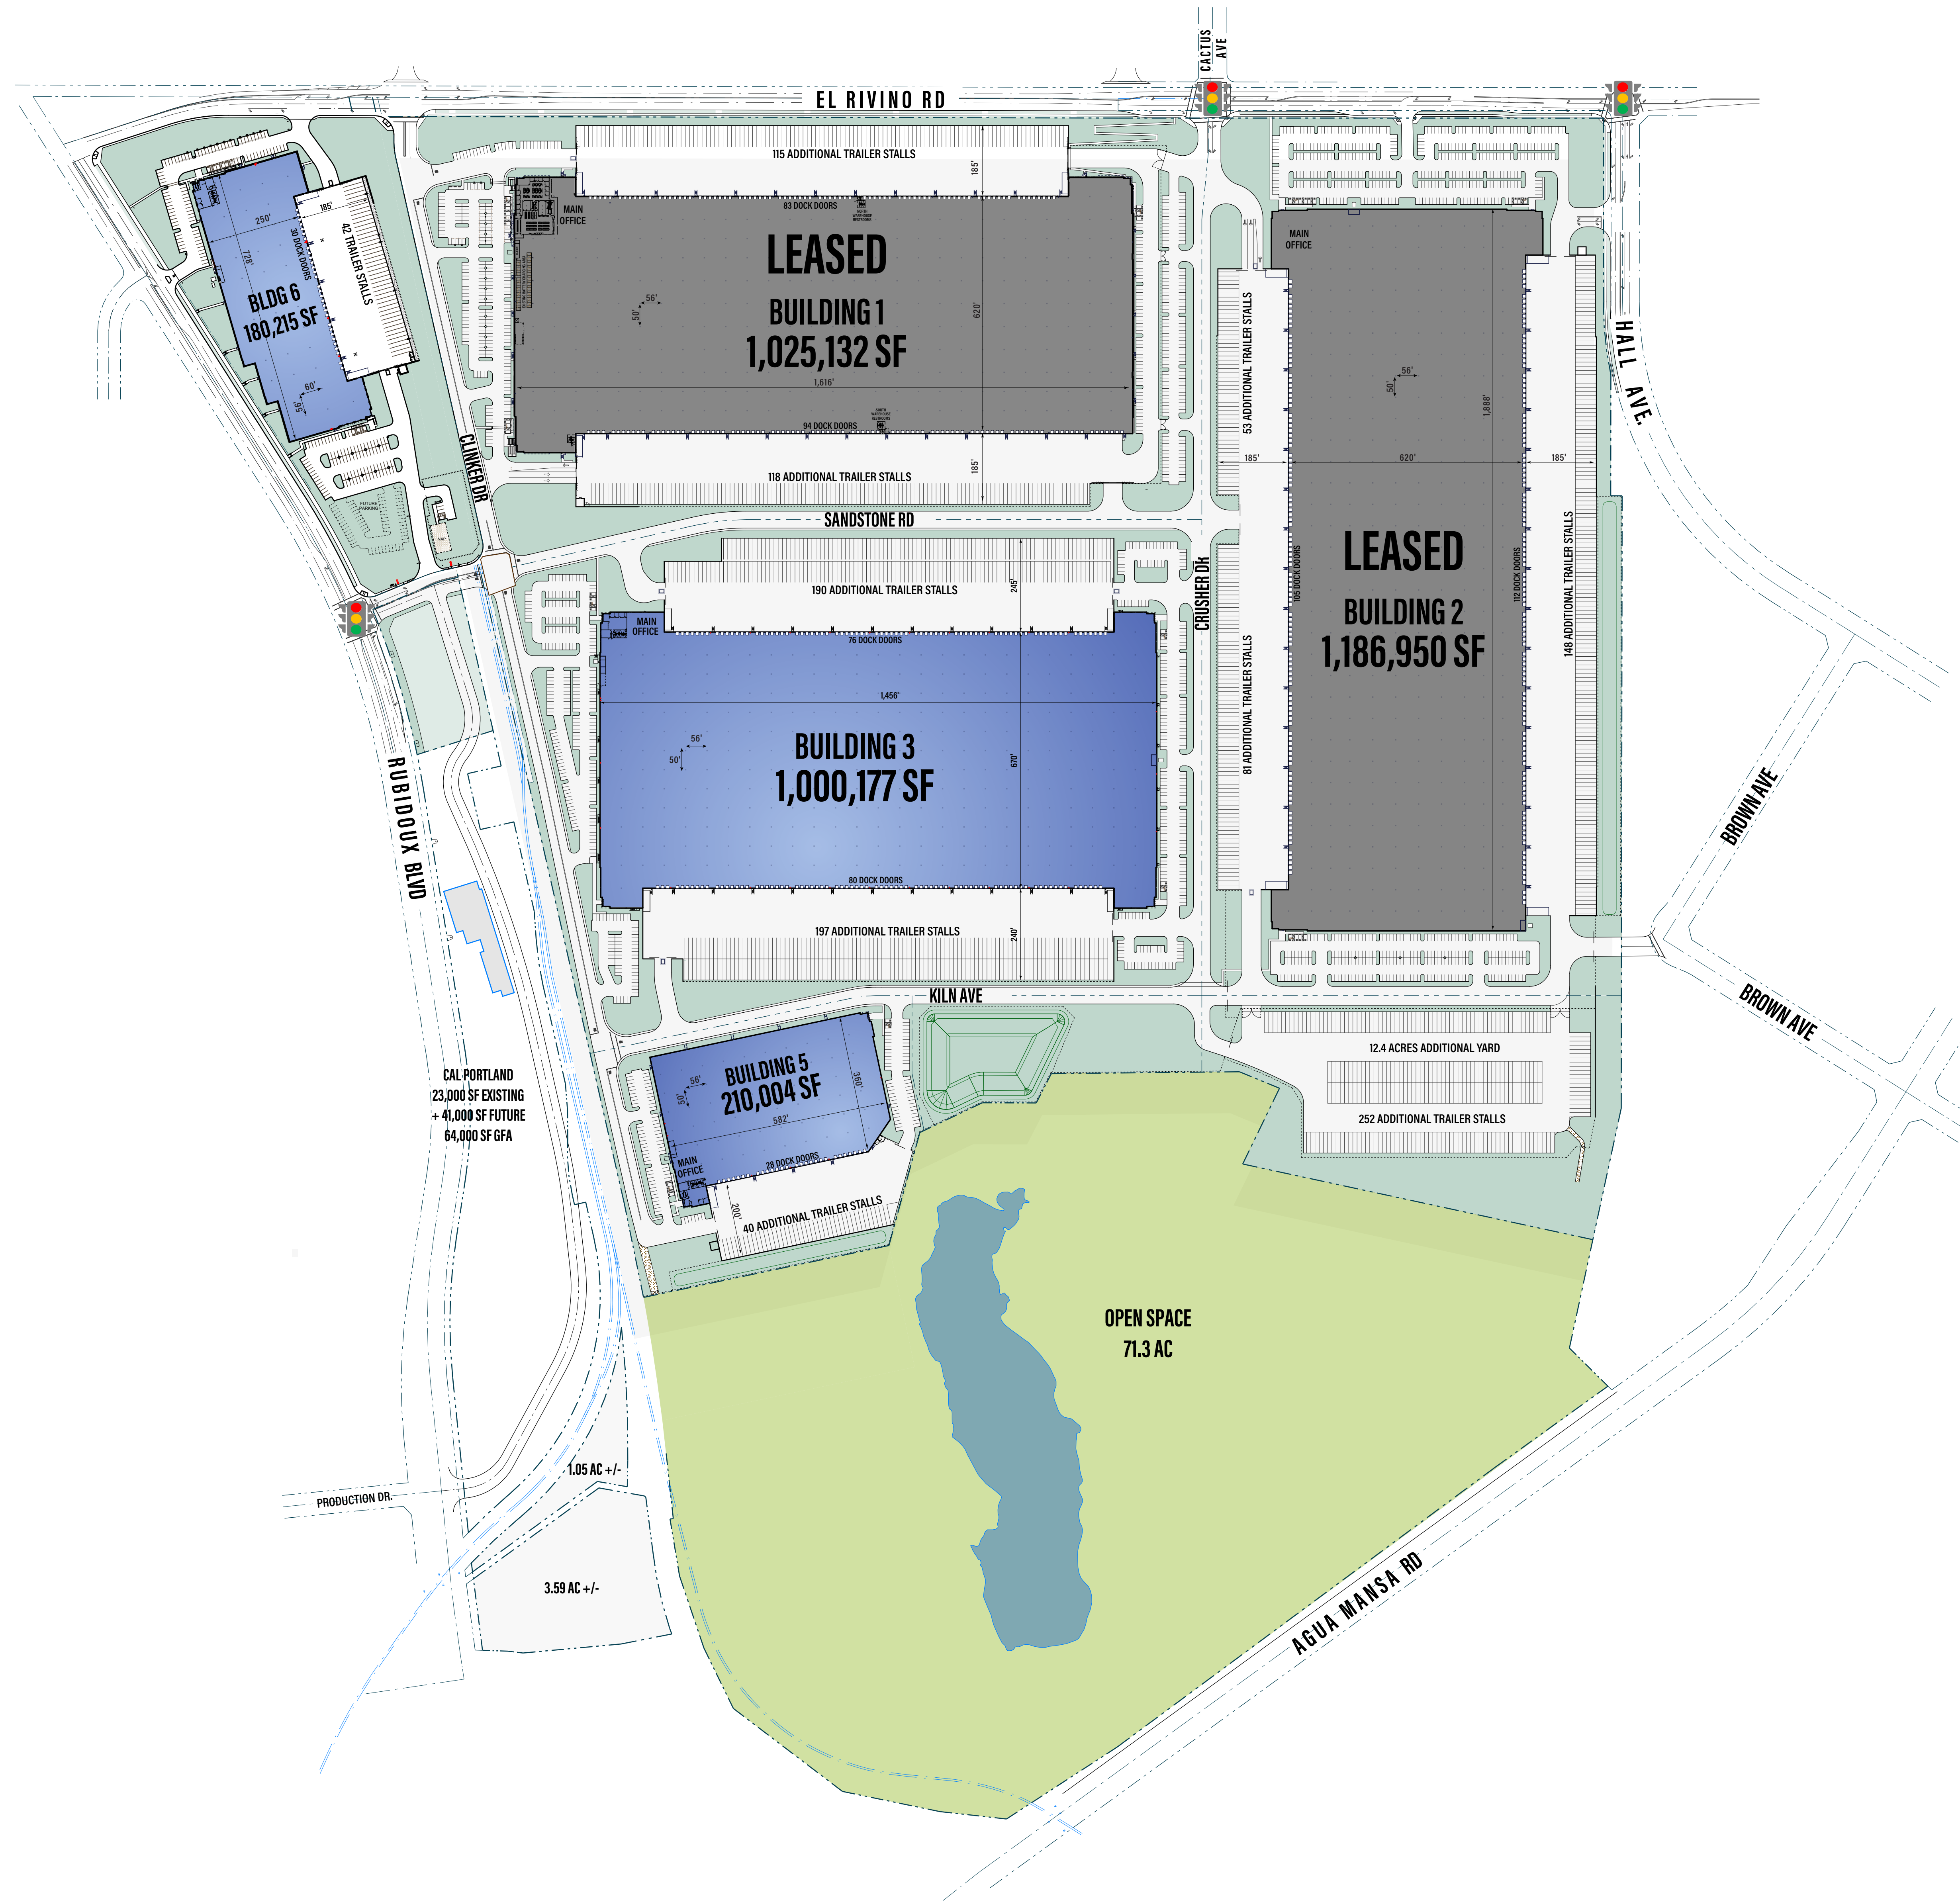 CACTUS
AVE
EL RIVINO RD
115 ADDITIONAL TRAILER STALLS
185'
83 DOCK DOORS
NORTH
WAREHOUSE
RESTROOMS
MAIN
OFFICE
LEASED
BUILDING 1
1,025,132 SF
56'
50'
620'
1,616'
SOUTH
WAREHOUSE
RESTROOMS
94 DOCK DOORS
185'
118 ADDITIONAL TRAILER STALLS
250'
185'
728'
30 DOCK DOORS
42 TRAILER STALLS
BLDG 6
180,215 SF
60'
56'
FUTURE
PARKING
N.A.P.
CLINKER DR
SANDSTONE RD
CRUSHER DR
MAIN
OFFICE
53 ADDITIONAL TRAILER STALLS
56'
50'
1,888'
185'
620'
185'
LEASED
BUILDING 2
1,186,950 SF
105 DOCK DOORS
112 DOCK DOORS
148 ADDITIONAL TRAILER STALLS
81 ADDITIONAL TRAILER STALLS
HALL AVE.
190 ADDITIONAL TRAILER STALLS
245'
MAIN
OFFICE
76 DOCK DOORS
1,456'
56'
50'
BUILDING 3
1,000,177 SF
670'
80 DOCK DOORS
197 ADDITIONAL TRAILER STALLS
240'
RUBIDOUX BLVD
BROWN AVE
BROWN AVE
KILN AVE
BUILDING 5
210,004 SF
56'
50'
360'
582'
MAIN
OFFICE
28 DOCK DOORS
200'
40 ADDITIONAL TRAILER STALLS
12.4 ACRES ADDITIONAL YARD
252 ADDITIONAL TRAILER STALLS
CAL PORTLAND
23,000 SF EXISTING
+ 41,000 SF FUTURE
64,000 SF GFA
OPEN SPACE
71.3 AC
1.05 AC +/-
PRODUCTION DR.
3.59 AC +/-
AGUA MANSA RD